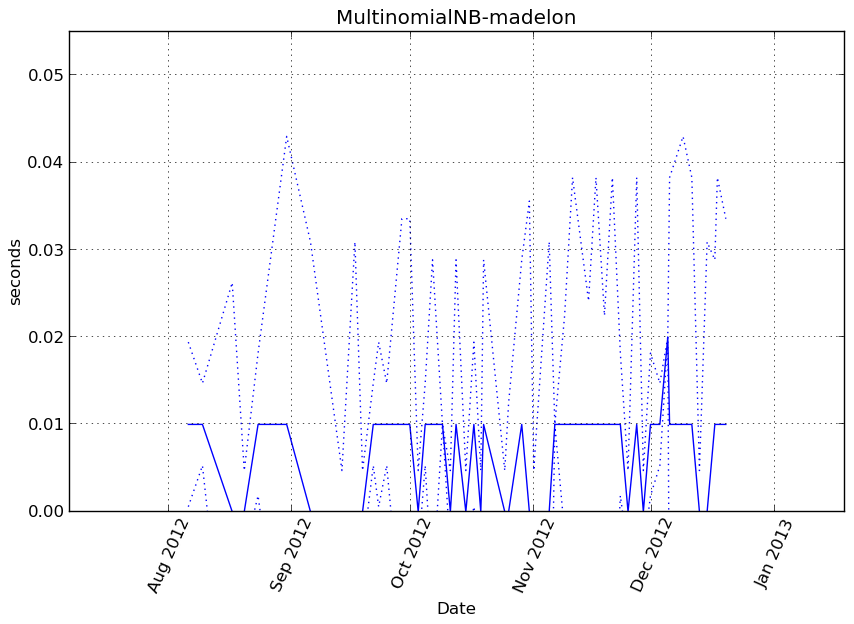 MultinomialNB-madelon
0.05
0.04
0.03
0.02
0.01
0.00
seconds
Aug 2012
Sep 2012
Oct 2012
Nov 2012
Dec 2012
Jan 2013
Date